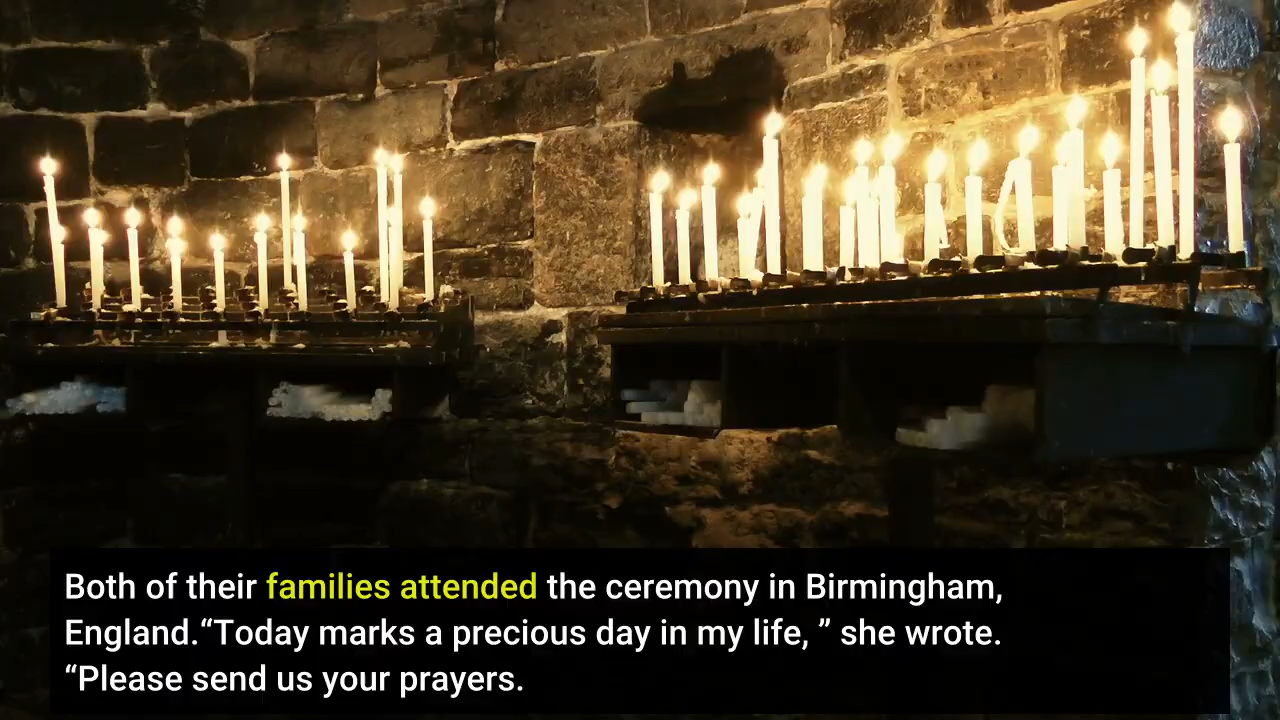 Both of their families attended the ceremony in Birmingham,
England.“Today marks a precious day in my life, ” she wrote.
“Please send us your prayers.